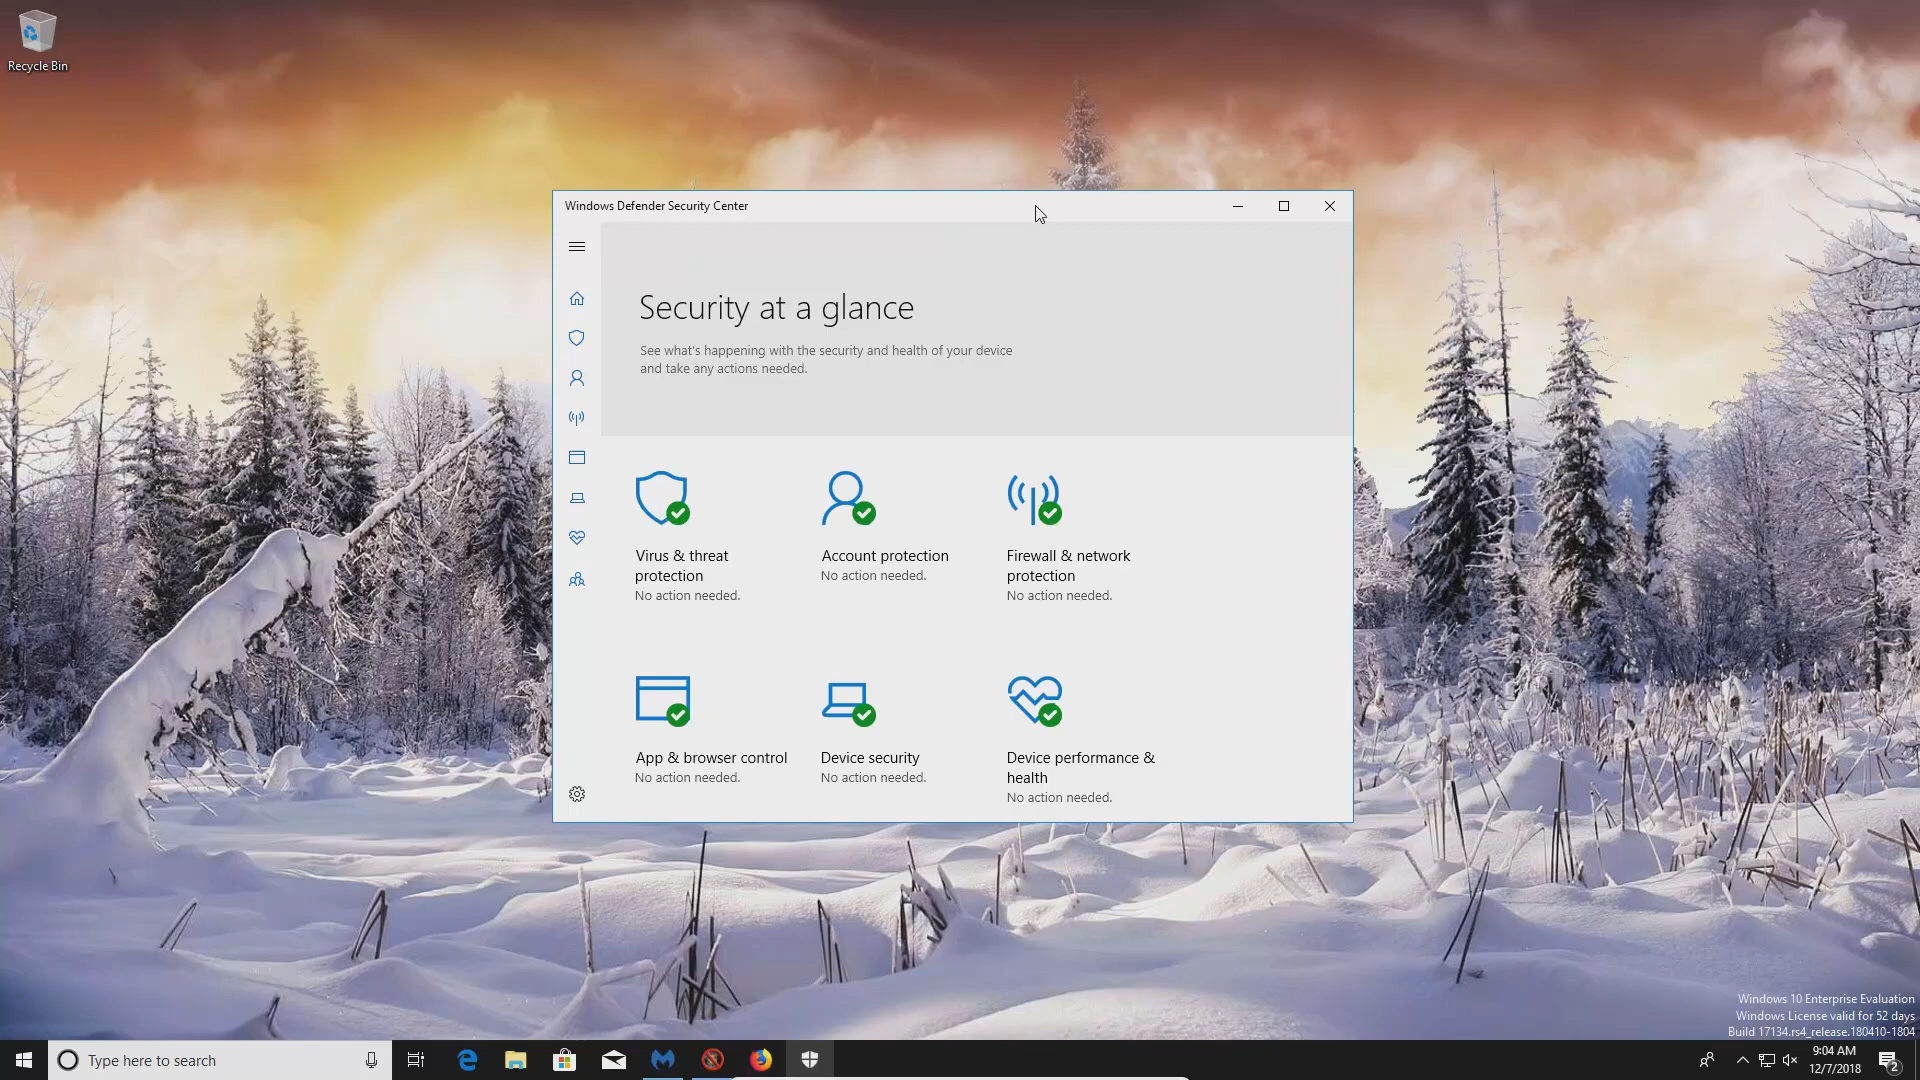 Recycle Bin
Windows Defender Security Center
Security at a glance
See what's happening with the security and health of your device
and take any actions needed.
Virus & threat
protection
No action needed.
Account protection
No action needed.
Firewall & network
protection
No action needed.
App & browser control
No action needed.
Device security
No action needed.
Device performance &
health
No action needed.
Windows 10 Enterprise Evaluation
Windows License valid for 52 days
Build 17134.rs4_release.180410-1804
Type here to search
9:04 AM
12/7/2018
2